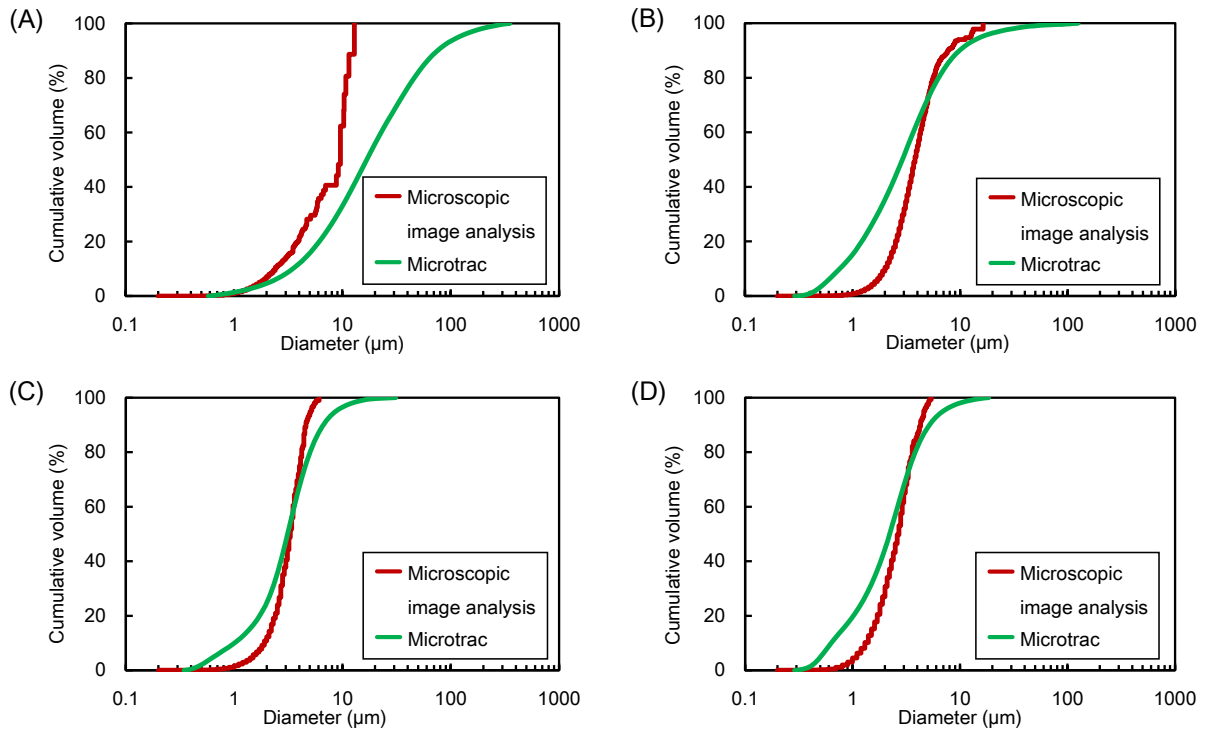 (A)
100
80
60
40
20
0
Cumulative volume (%)
0.1 1 10 100 1000
Diameter (µm)
Microscopic
image analysis
Microtrac
(B)
100
80
60
40
20
0
Cumulative volume (%)
0.1 1 10 100 1000
Diameter (µm)
Microscopic
image analysis
Microtrac
(C)
100
80
60
40
20
0
Cumulative volume (%)
0.1 1 10 100 1000
Diameter (µm)
Microscopic
image analysis
Microtrac
(D)
100
80
60
40
20
0
Cumulative volume (%)
0.1 1 10 100 1000
Diameter (µm)
Microscopic
image analysis
Microtrac